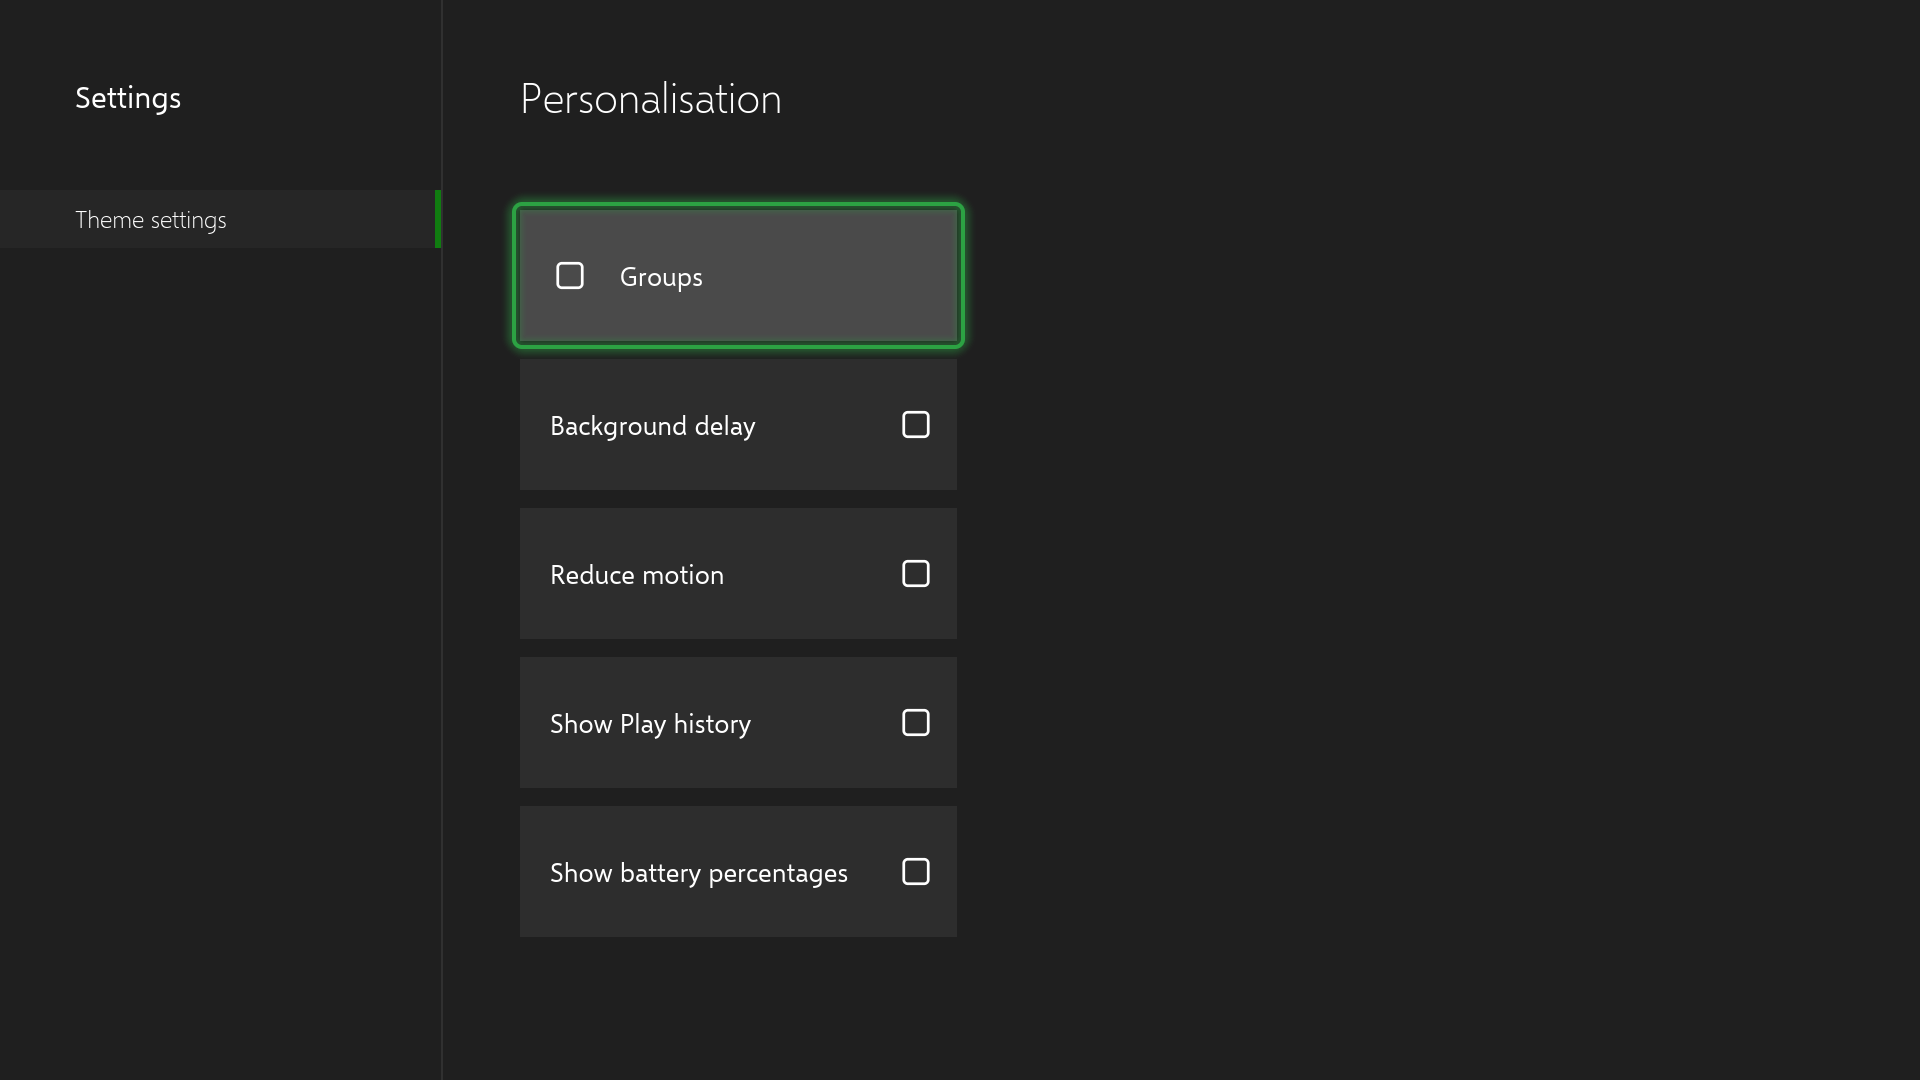 Settings
Theme settings
Personalisation
Groups
Background delay
Reduce motion
Show Play history
Show battery percentages